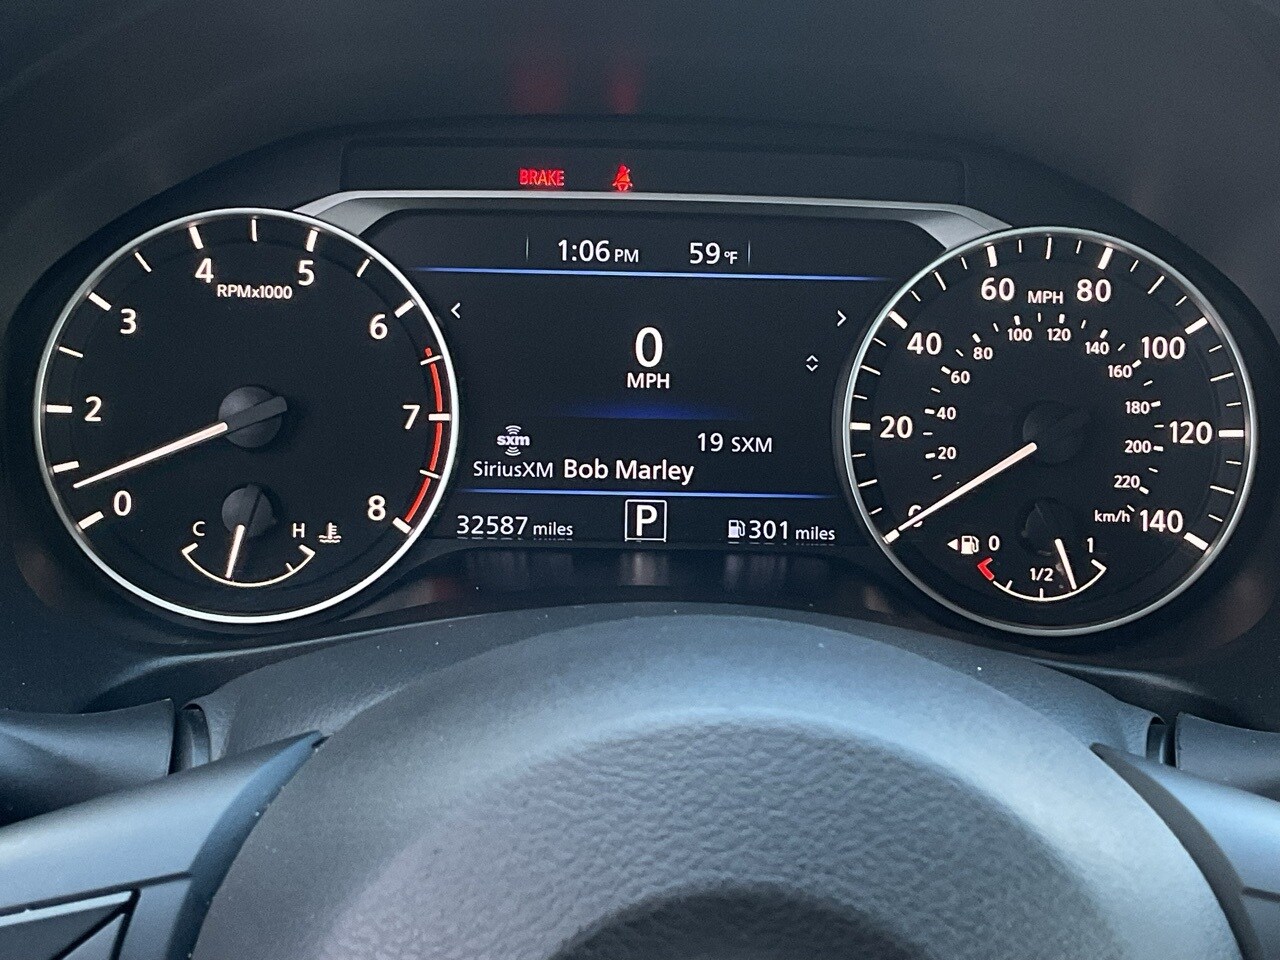 BRAKE
1:06 PM 59 °F
4 5
RPMx1000
3 6
2 7
0 8
C H
0
MPH
sxm 19 SXM
SiriusXM Bob Marley
32587 miles P 301 miles
60 MPH 80
40 100
20 120
0 140
80 100 120 140
60 160
40 180
20 200
220
km/h
0 1
1/2